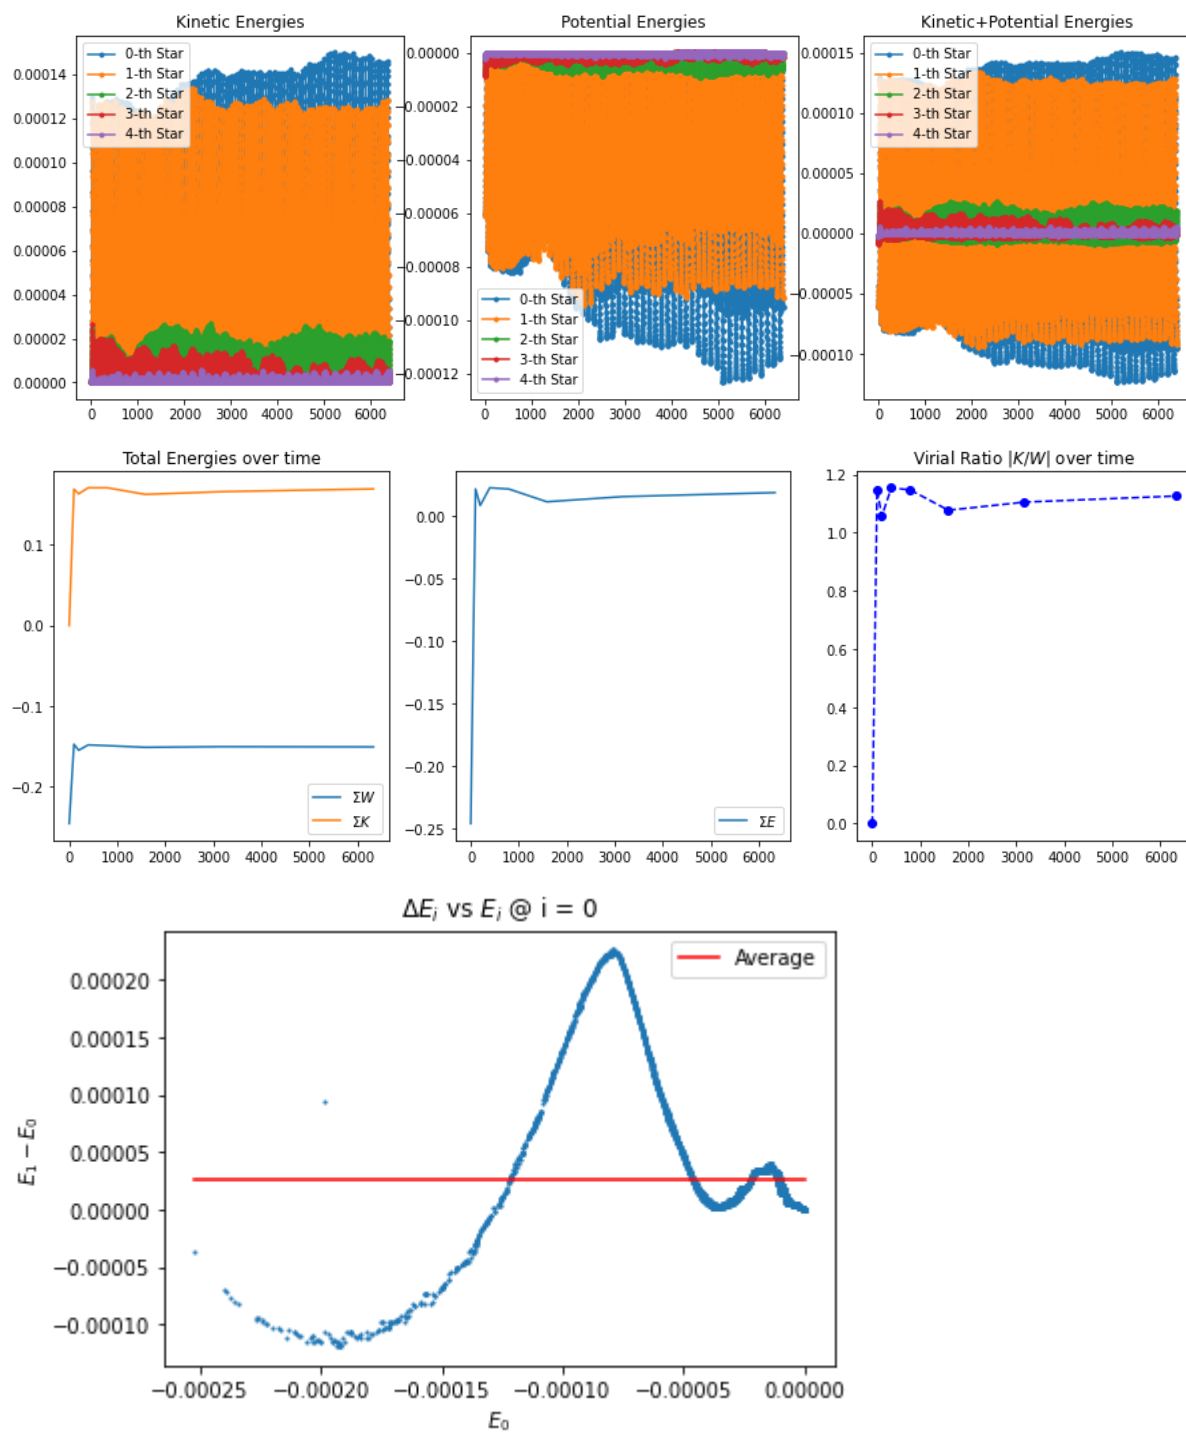 Kinetic Energies
0-th Star
1-th Star
2-th Star
3-th Star
4-th Star
0.00014
0.00012
0.00010
0.00008
0.00006
0.00004
0.00002
0.00000
0 1000 2000 3000 4000 5000 6000
Potential Energies
0.00000
−0.00002
−0.00004
−0.00006
−0.00008
−0.00010
−0.00012
0-th Star
1-th Star
2-th Star
3-th Star
4-th Star
0 1000 2000 3000 4000 5000 6000
Kinetic+Potential Energies
0-th Star
1-th Star
2-th Star
3-th Star
4-th Star
0.00015
0.00010
0.00005
0.00000
−0.00005
−0.00010
0 1000 2000 3000 4000 5000 6000
Total Energies over time
0.1
0.0
−0.1
−0.2
ΣW
ΣK
0 1000 2000 3000 4000 5000 6000
0.00
−0.05
−0.10
−0.15
−0.20
−0.25
ΣE
0 1000 2000 3000 4000 5000 6000
Virial Ratio |K/W| over time
1.2
1.0
0.8
0.6
0.4
0.2
0.0
0 1000 2000 3000 4000 5000 6000
ΔEᵢ vs Eᵢ @ i = 0
Average
0.00020
0.00015
0.00010
0.00005
0.00000
−0.00005
−0.00010
E₁ − E₀
−0.00025 −0.00020 −0.00015 −0.00010 −0.00005 0.00000
E₀